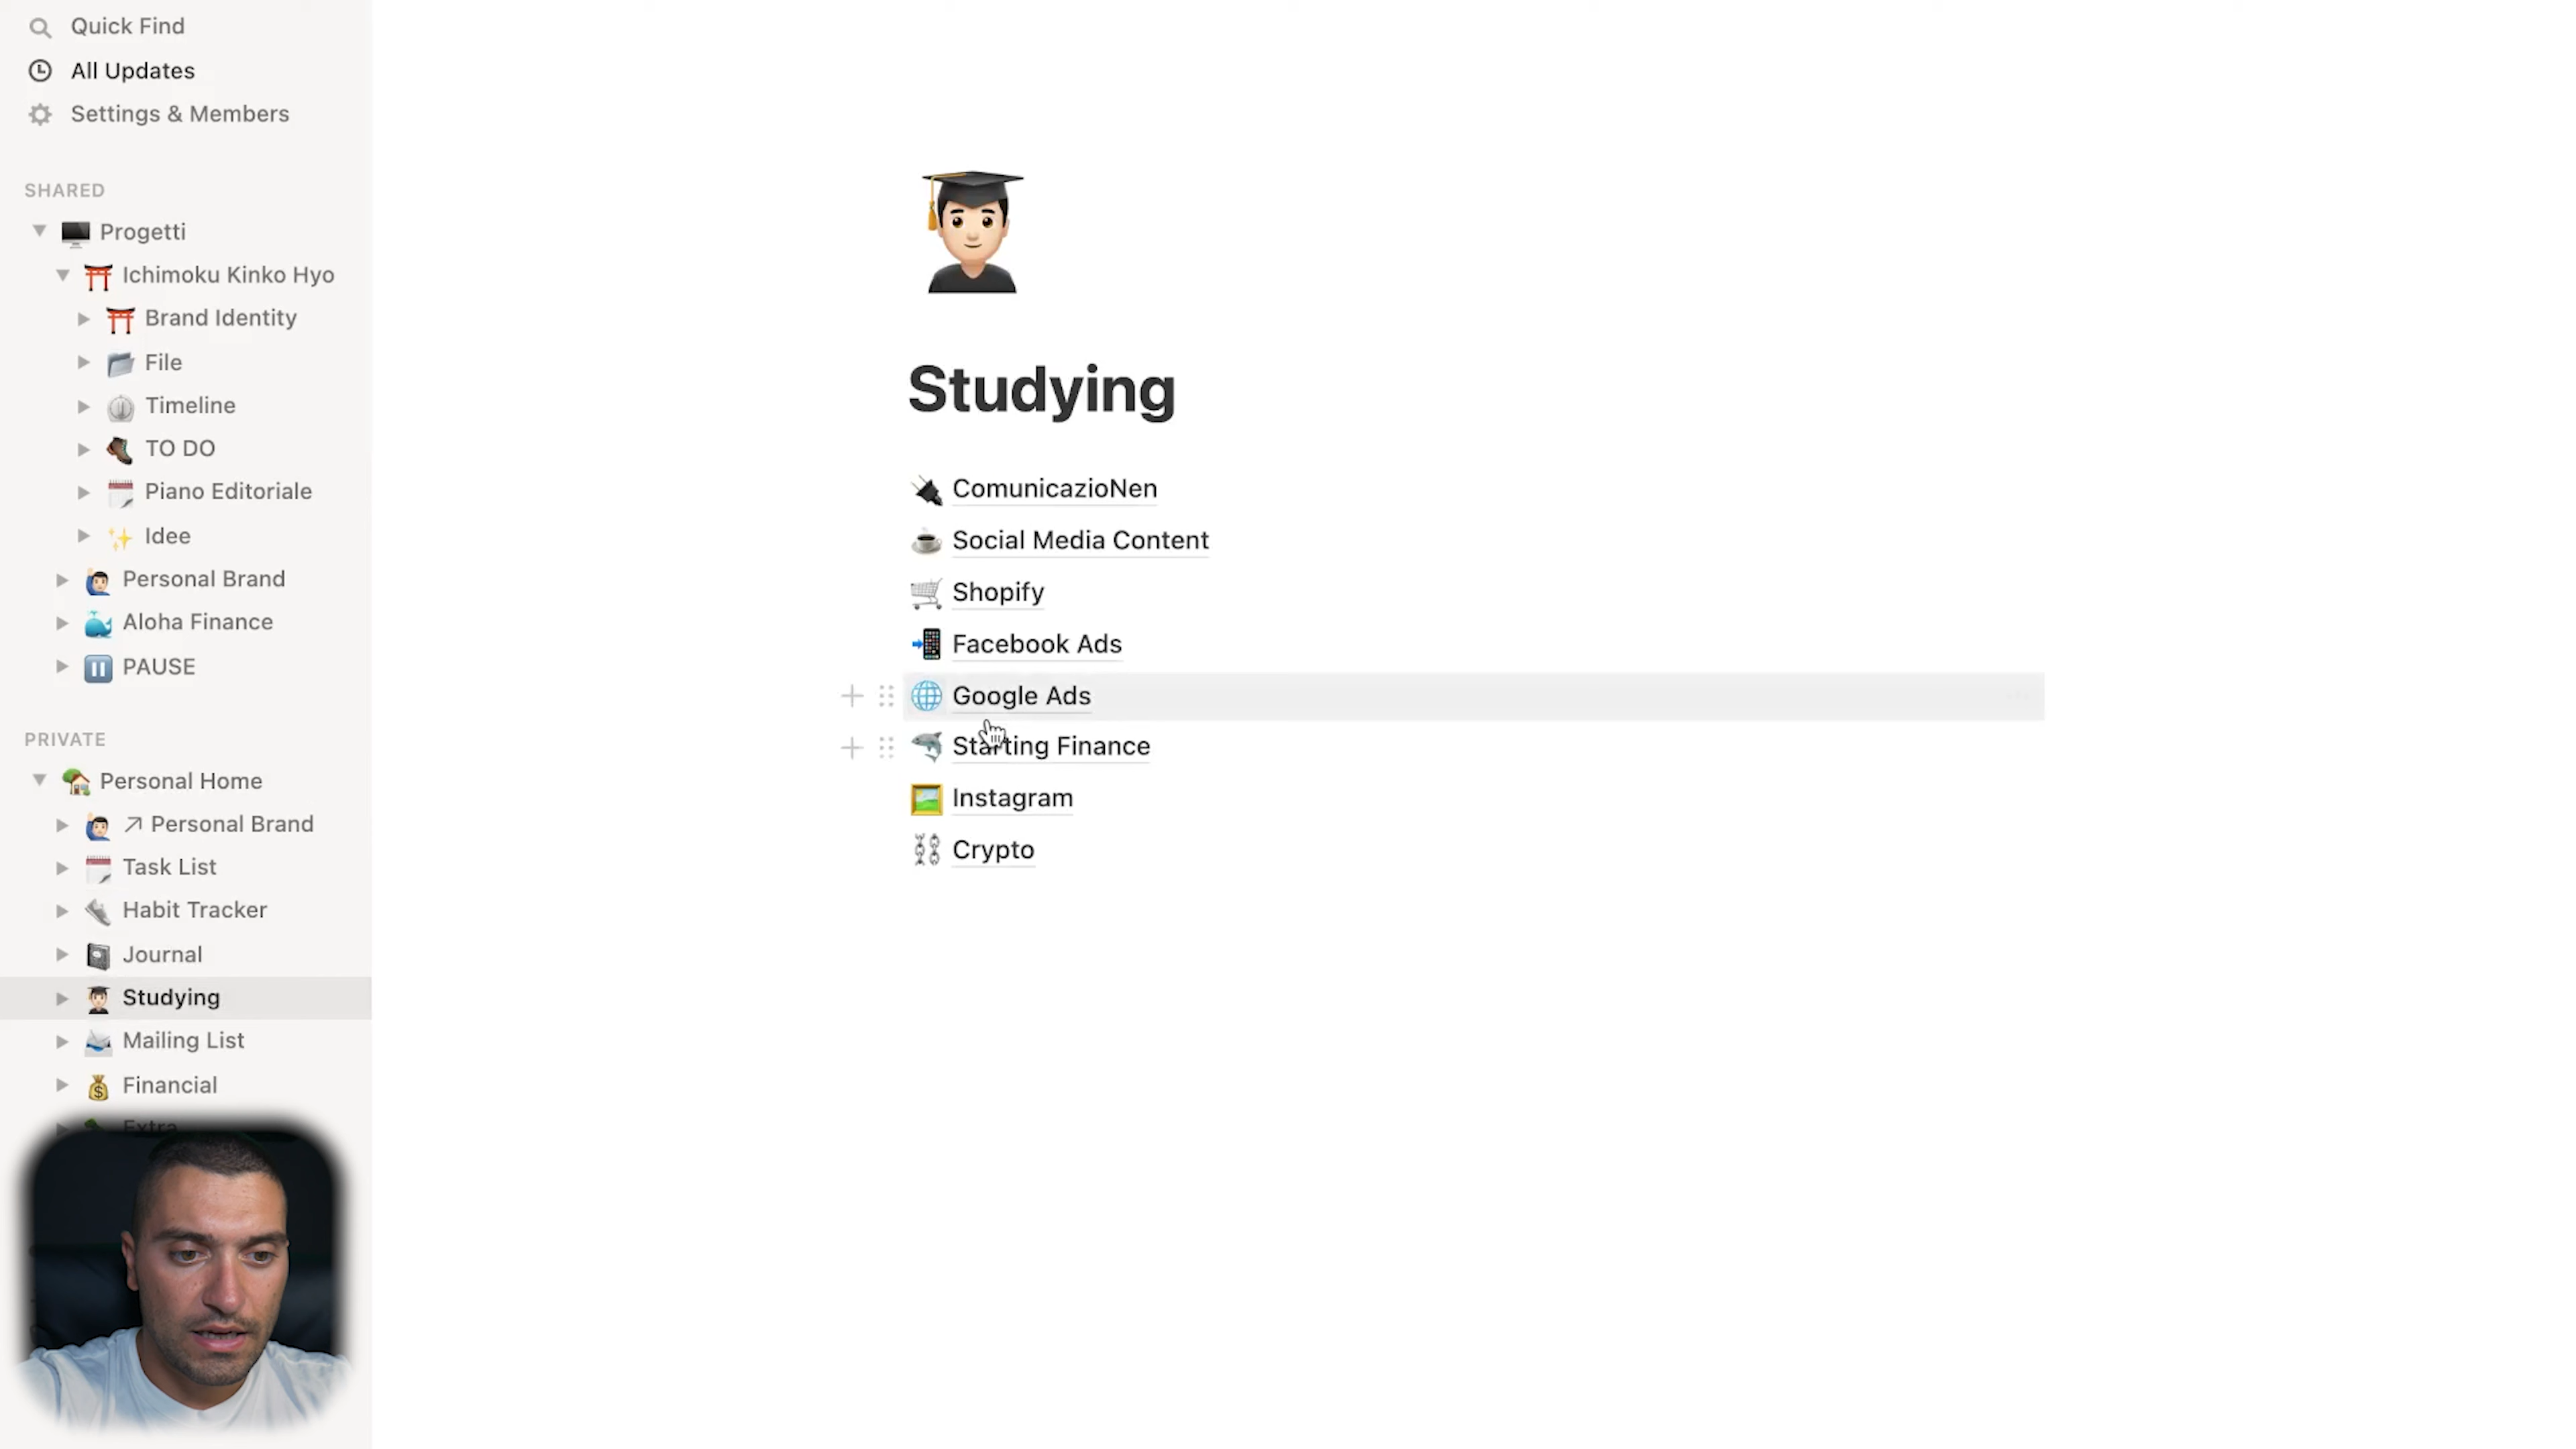 Quick Find
All Updates
Settings & Members
SHARED
Progetti
Ichimoku Kinko Hyo
Brand Identity
File
Timeline
TO DO
Piano Editoriale
Idee
Personal Brand
Aloha Finance
PAUSE
PRIVATE
Personal Home
Personal Brand
Task List
Habit Tracker
Journal
Studying
Mailing List
Financial
Extra
Studying
ComunicazioNen
Social Media Content
Shopify
Facebook Ads
Google Ads
Starting Finance
Instagram
Crypto